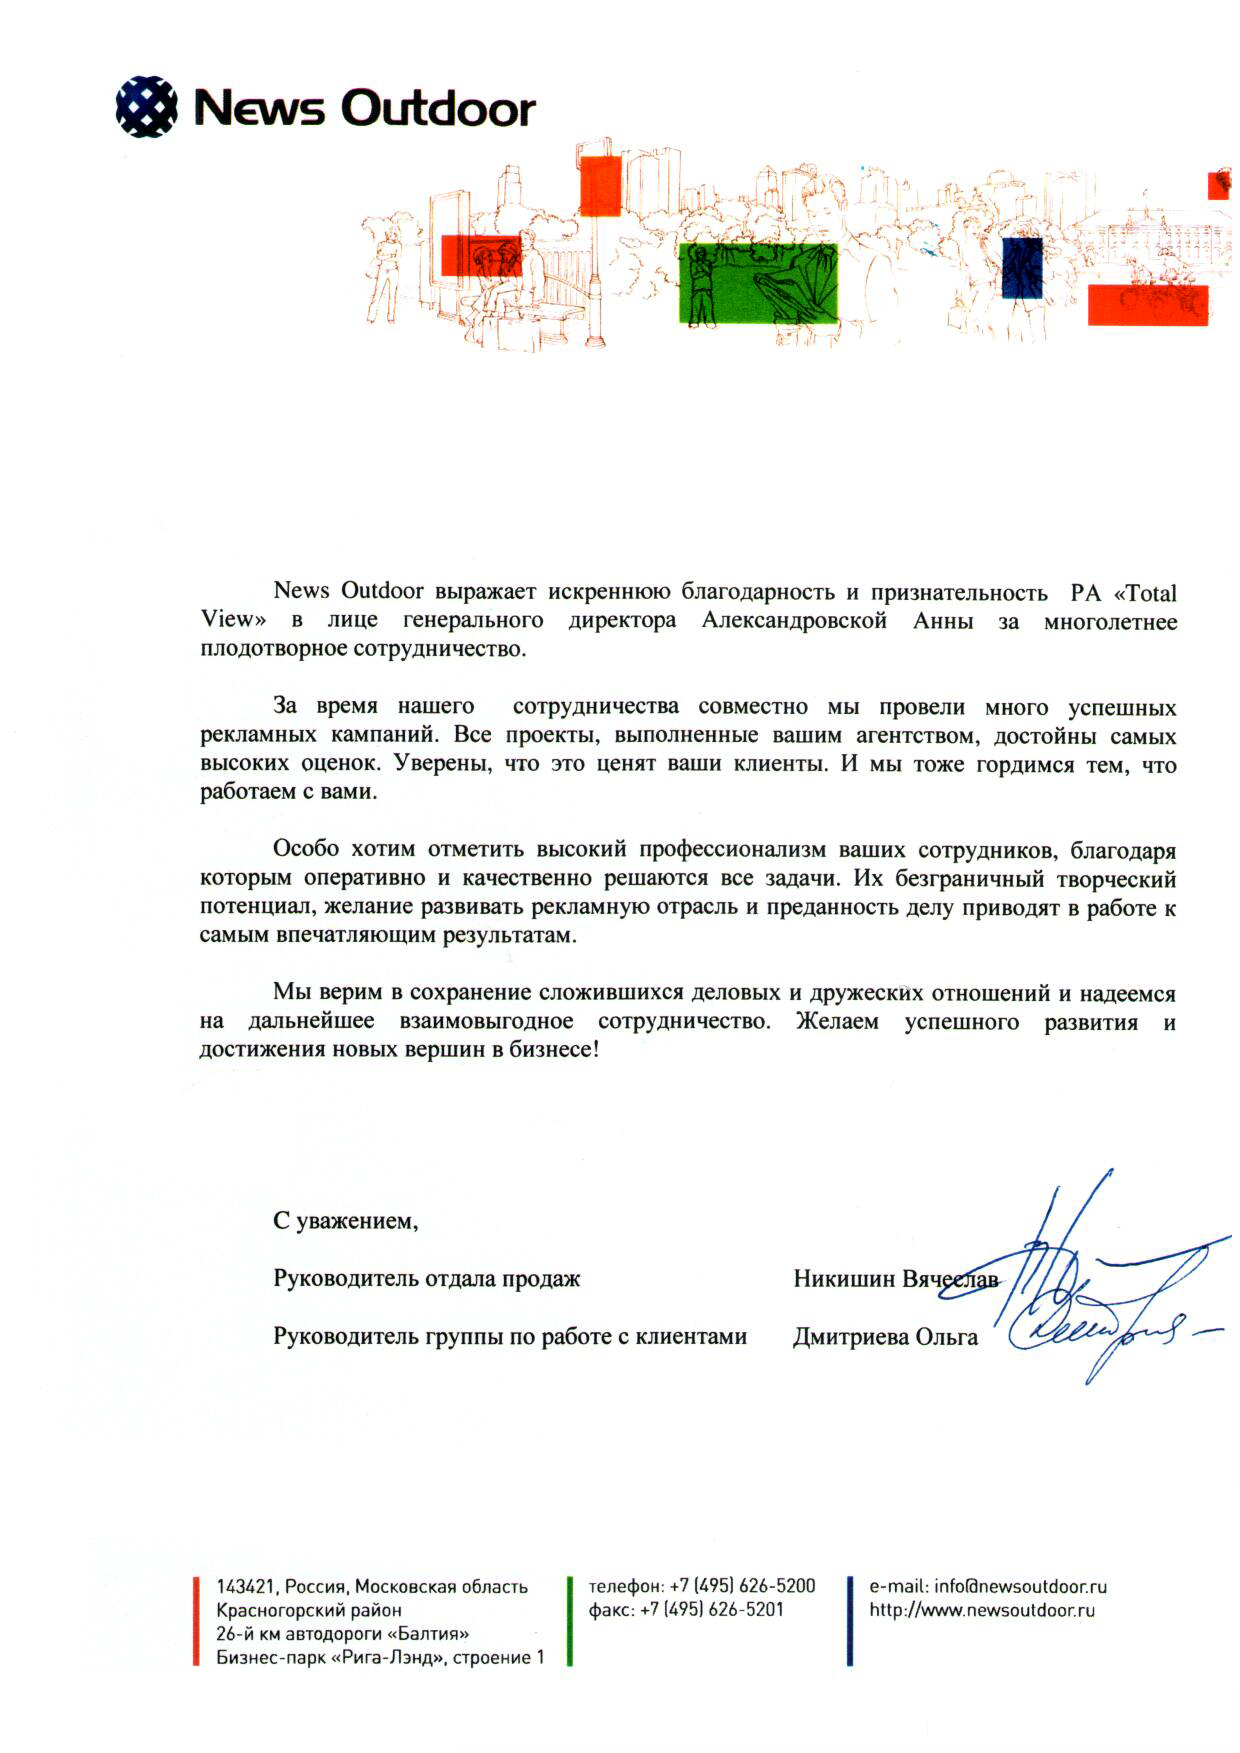 News Outdoor
News Outdoor выражает искреннюю благодарность и признательность РА «Total
View» в лице генерального директора Александровской Анны за многолетнее
плодотворное сотрудничество.
За время нашего сотрудничества совместно мы провели много успешных
рекламных кампаний. Все проекты, выполненные вашим агентством, достойны самых
высоких оценок. Уверены, что это ценят ваши клиенты. И мы тоже гордимся тем, что
работаем с вами.
Особо хотим отметить высокий профессионализм ваших сотрудников, благодаря
которым оперативно и качественно решаются все задачи. Их безграничный творческий
потенциал, желание развивать рекламную отрасль и преданность делу приводят в работе к
самым впечатляющим результатам.
Мы верим в сохранение сложившихся деловых и дружеских отношений и надеемся
на дальнейшее взаимовыгодное сотрудничество. Желаем успешного развития и
достижения новых вершин в бизнесе!
С уважением,
Руководитель отдала продаж Никишин Вячеслав
Руководитель группы по работе с клиентами Дмитриева Ольга
143421, Россия, Московская область
Красногорский район
26-й км автодороги «Балтия»
Бизнес-парк «Рига-Лэнд», строение 1
телефон: +7 (495) 626-5200
факс: +7 (495) 626-5201
e-mail: info@newsoutdoor.ru
http://www.newsoutdoor.ru